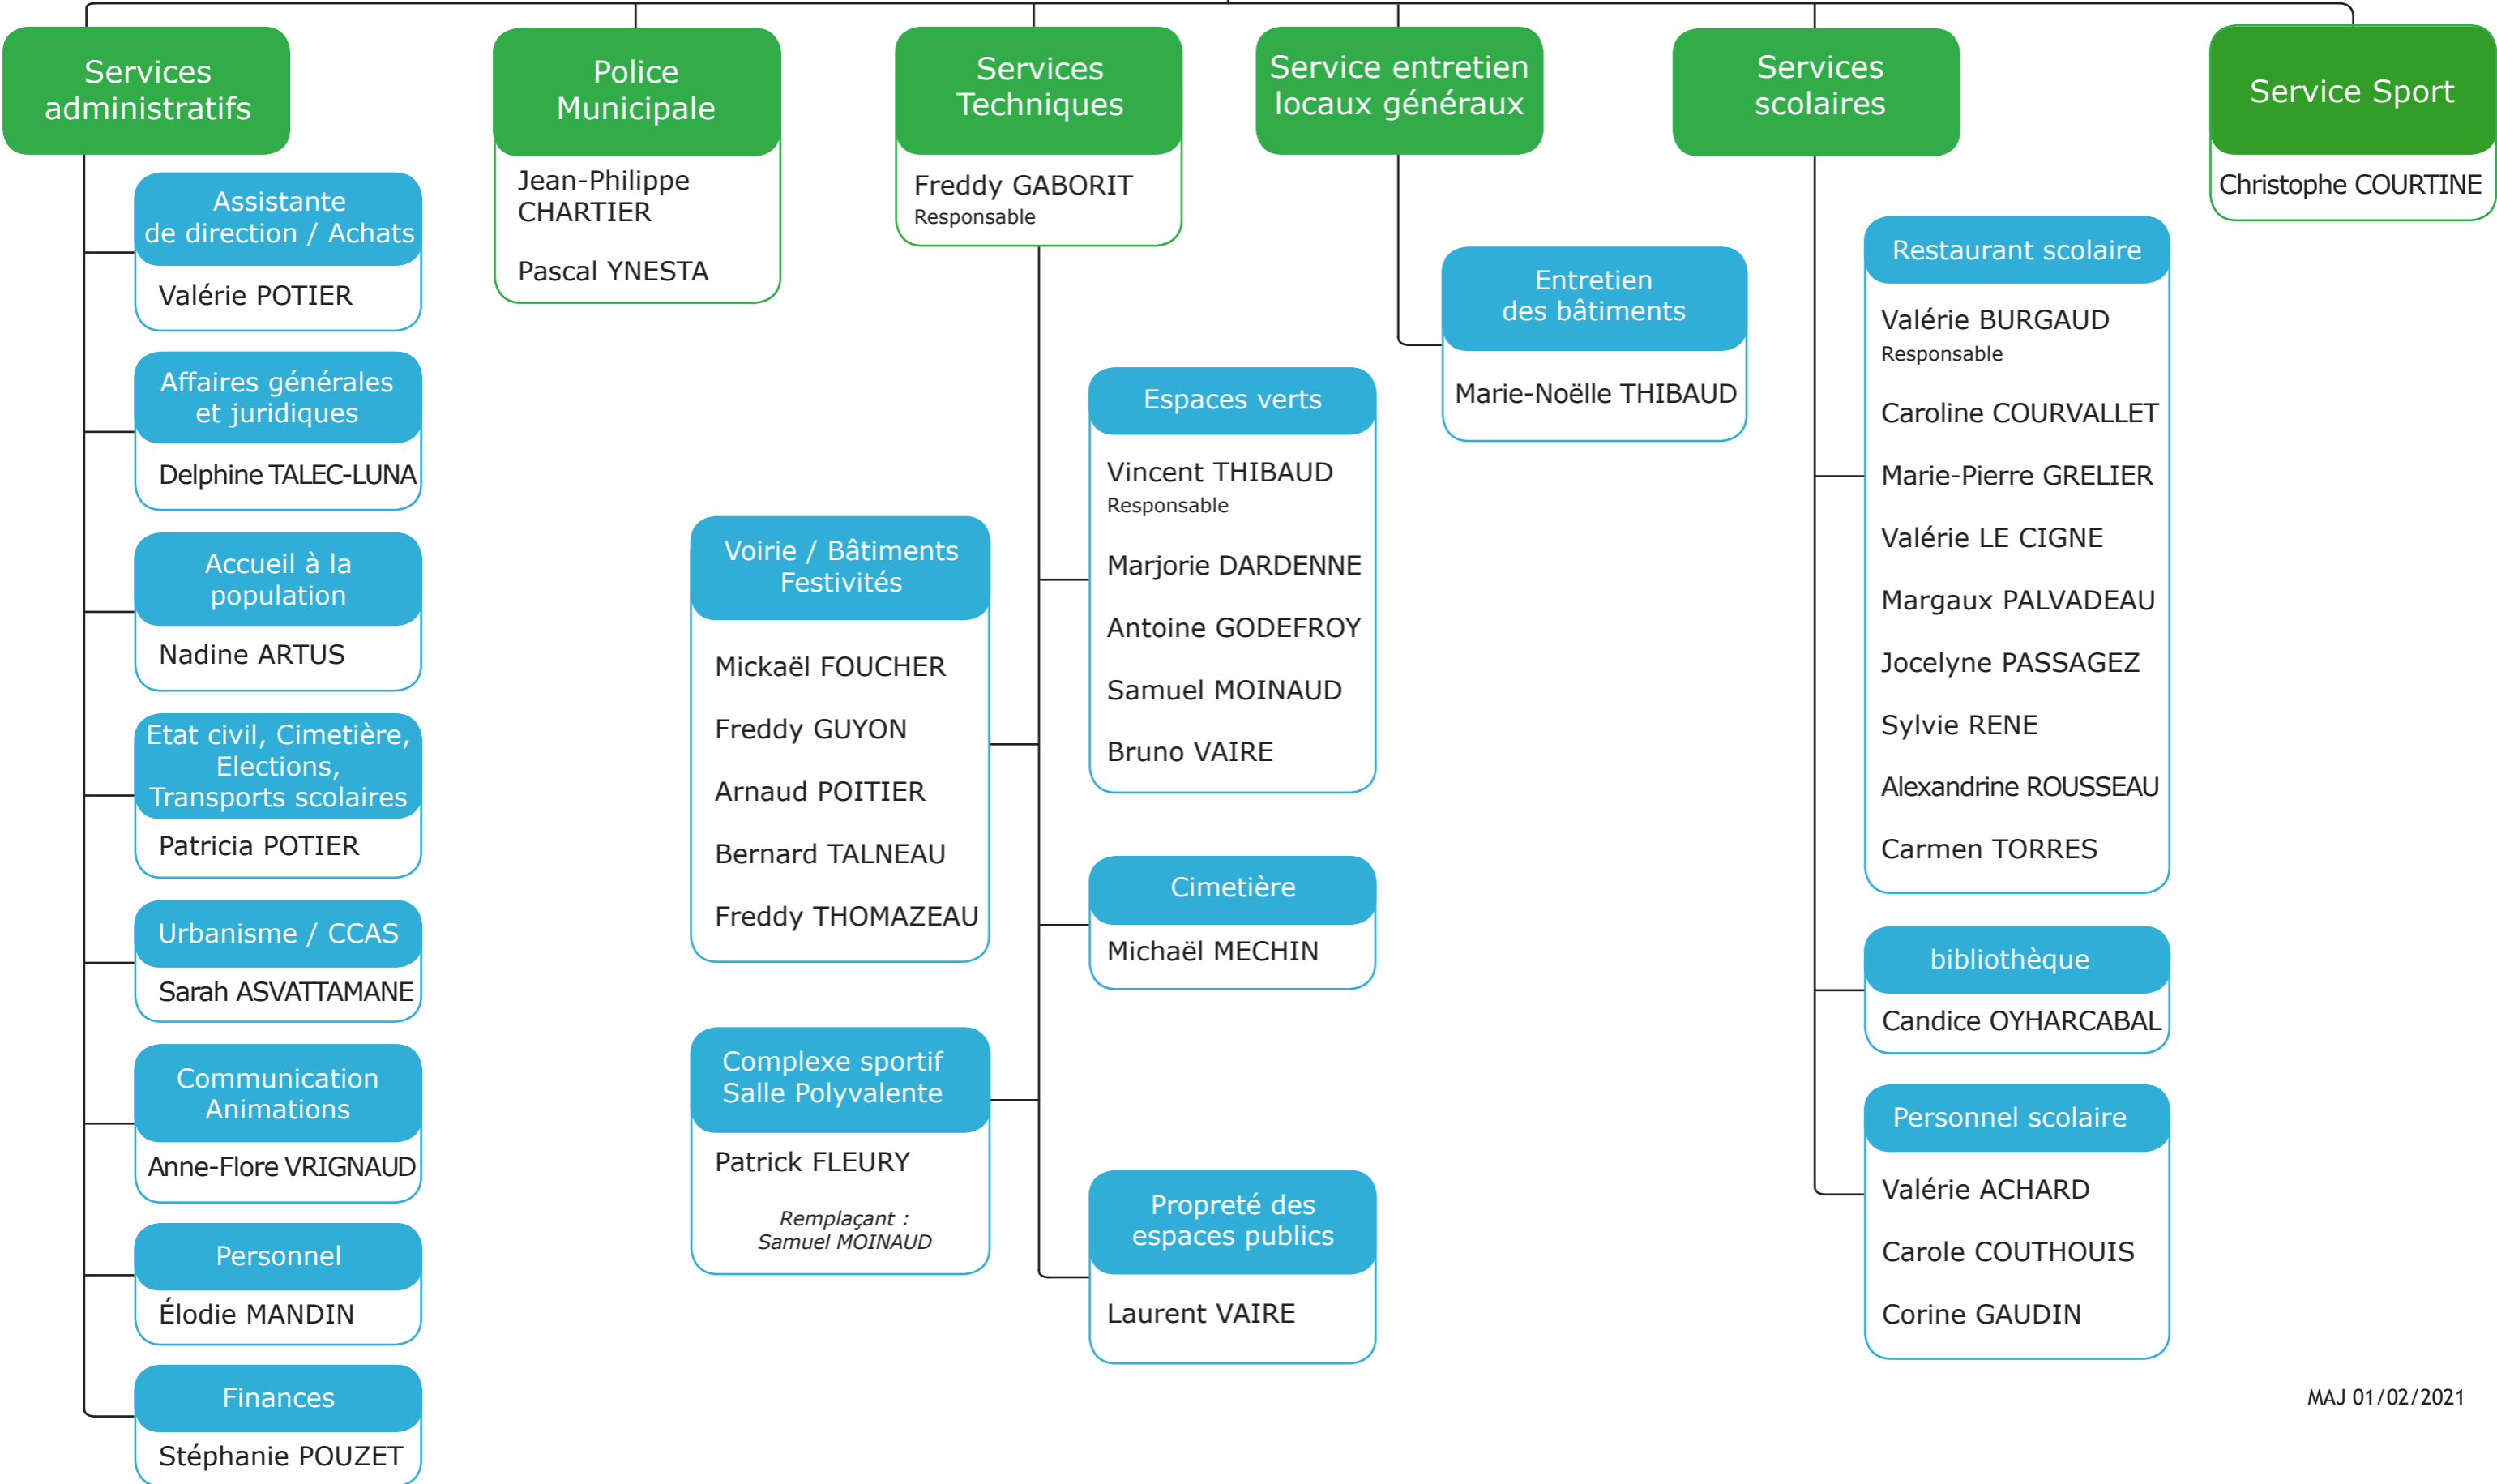 Services
administratifs
Assistante
de direction / Achats
Valérie POTIER
Affaires générales
et juridiques
Delphine TALEC-LUNA
Accueil à la
population
Nadine ARTUS
Etat civil, Cimetière,
Elections,
Transports scolaires
Patricia POTIER
Urbanisme / CCAS
Sarah ASVATTAMANE
Communication
Animations
Anne-Flore VRIGNAUD
Personnel
Élodie MANDIN
Finances
Stéphanie POUZET
Police
Municipale
Jean-Philippe
CHARTIER
Pascal YNESTA
Services
Techniques
Freddy GABORIT
Responsable
Voirie / Bâtiments
Festivités
Mickaël FOUCHER
Freddy GUYON
Arnaud POITIER
Bernard TALNEAU
Freddy THOMAZEAU
Complexe sportif
Salle Polyvalente
Patrick FLEURY
Remplaçant :
Samuel MOINAUD
Espaces verts
Vincent THIBAUD
Responsable
Marjorie DARDENNE
Antoine GODEFROY
Samuel MOINAUD
Bruno VAIRE
Cimetière
Michaël MECHIN
Propreté des
espaces publics
Laurent VAIRE
Service entretien
locaux généraux
Entretien
des bâtiments
Marie-Noëlle THIBAUD
Services
scolaires
Restaurant scolaire
Valérie BURGAUD
Responsable
Caroline COURVALLET
Marie-Pierre GRELIER
Valérie LE CIGNE
Margaux PALVADEAU
Jocelyne PASSAGEZ
Sylvie RENE
Alexandrine ROUSSEAU
Carmen TORRES
bibliothèque
Candice OYHARCABAL
Personnel scolaire
Valérie ACHARD
Carole COUTHOUIS
Corine GAUDIN
Service Sport
Christophe COURTINE
MAJ 01/02/2021